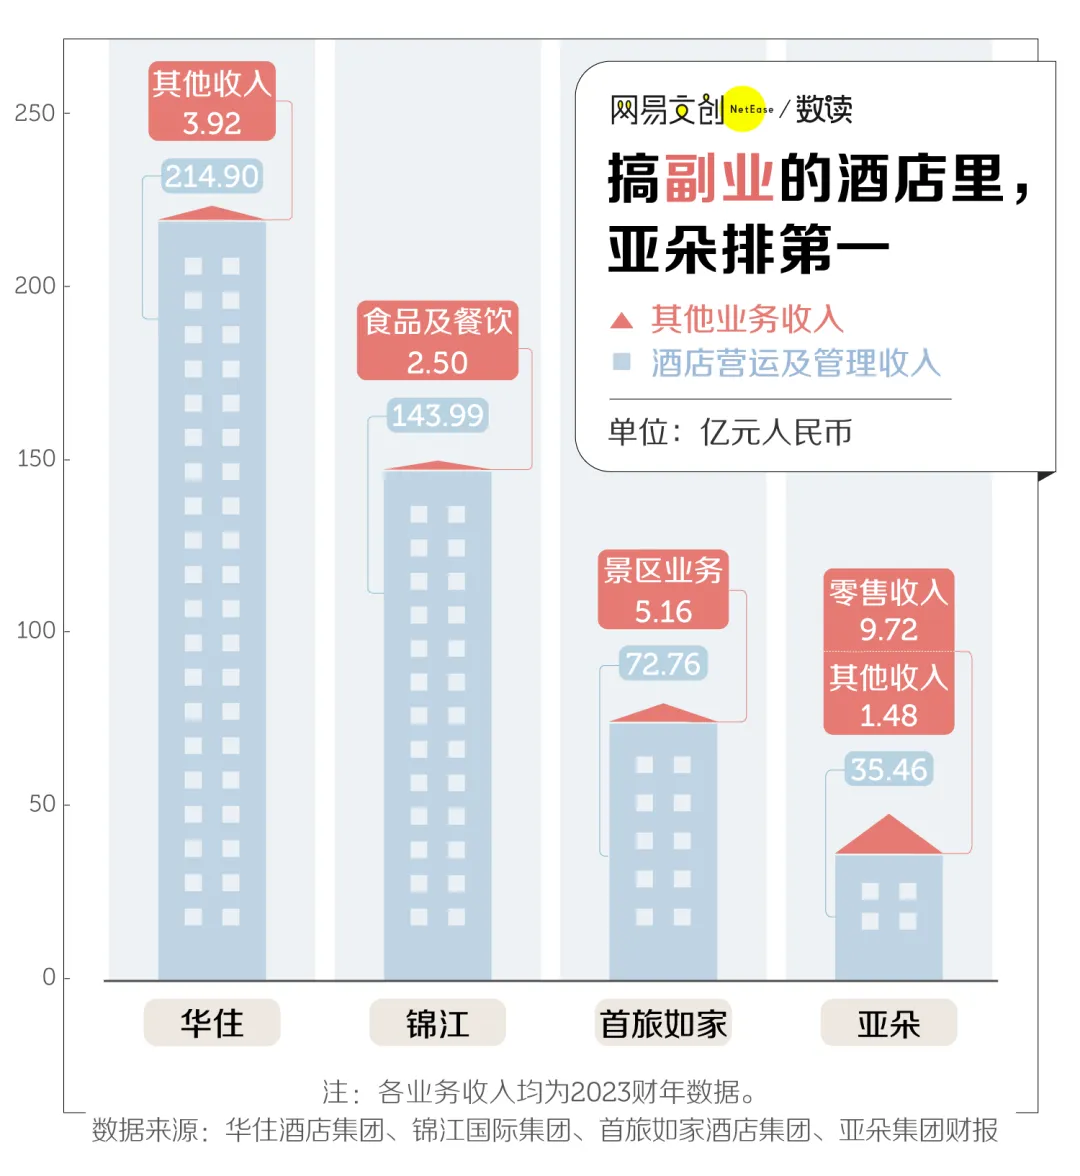 网易文创 NetEase / 数读
搞副业的酒店里，
亚朵排第一
其他业务收入
酒店营运及管理收入
单位：亿元人民币
250
200
150
100
50
0
其他收入
3.92
214.90
食品及餐饮
2.50
143.99
景区业务
5.16
72.76
零售收入
9.72
其他收入
1.48
35.46
华住
锦江
首旅如家
亚朵
注：各业务收入均为2023财年数据。
数据来源：华住酒店集团、锦江国际集团、首旅如家酒店集团、亚朵集团财报